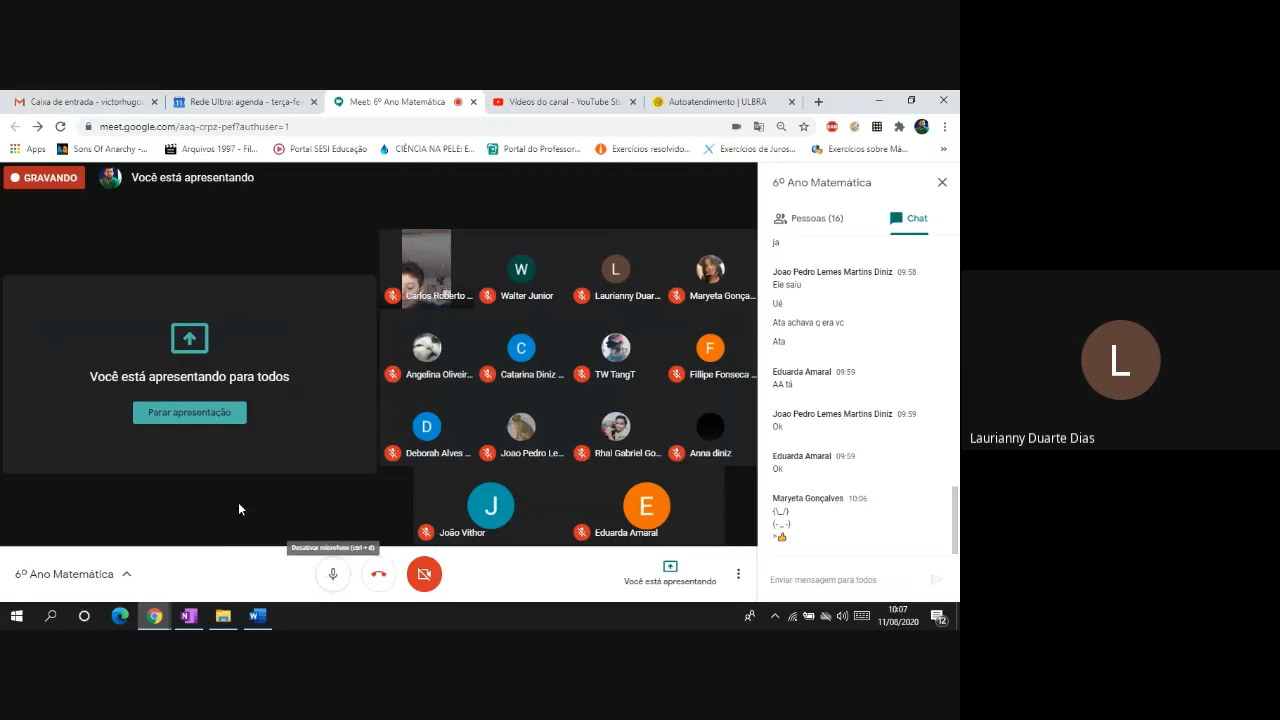 Caixa de entrada - victorhugo
Rede Ulbra: agenda - terça-fe
Meet: 6º Ano Matemática
Vídeos do canal - YouTube Stu
Autoatendimento | ULBRA
meet.google.com/aaq-crpz-pef?authuser=1
Apps
Sons Of Anarchy -...
Arquivos 1997 - Fil...
Portal SESI Educação
CIÊNCIA NA PELE: E...
Portal do Professor...
Exercícios resolvido...
Exercícios de Juros...
Exercícios sobre Má...
GRAVANDO
Você está apresentando
Você está apresentando para todos
Parar apresentação
Carlos Roberto ...
W
Walter Junior
L
Laurianny Duar...
Maryeta Gonça...
Angelina Oliveir...
C
Catarina Diniz ...
TW TangT
F
Fillipe Fonseca ...
D
Deborah Alves ...
Joao Pedro Le...
Rhai Gabriel Go...
Anna diniz
J
João Vithor
E
Eduarda Amaral
6º Ano Matemática
Pessoas (16)
Chat
ja
Joao Pedro Lemes Martins Diniz 09:58
Ele saiu
Ué
Ata achava q era vc
Ata
Eduarda Amaral 09:59
AA tá
Joao Pedro Lemes Martins Diniz 09:59
Ok
Eduarda Amaral 09:59
Ok
Maryeta Gonçalves 10:06
{\_/}
(- _ -)
>👍
Enviar mensagem para todos
Desativar microfone (ctrl + d)
6º Ano Matemática
Você está apresentando
10:07
11/08/2020
12
L
Laurianny Duarte Dias